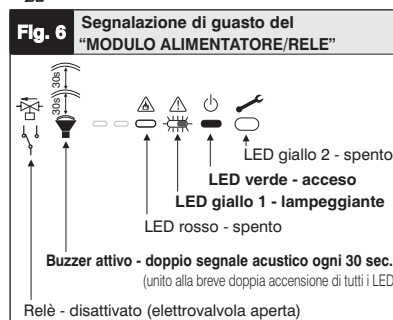 Fig. 6
Segnalazione di guasto del
"MODULO ALIMENTATORE/RELE"
30s
30s
LED giallo 2 - spento
LED verde - acceso
LED giallo 1 - lampeggiante
LED rosso - spento
Buzzer attivo - doppio segnale acustico ogni 30 sec.
(unito alla breve doppia accensione di tutti i LED
Relè - disattivato (elettrovalvola aperta)